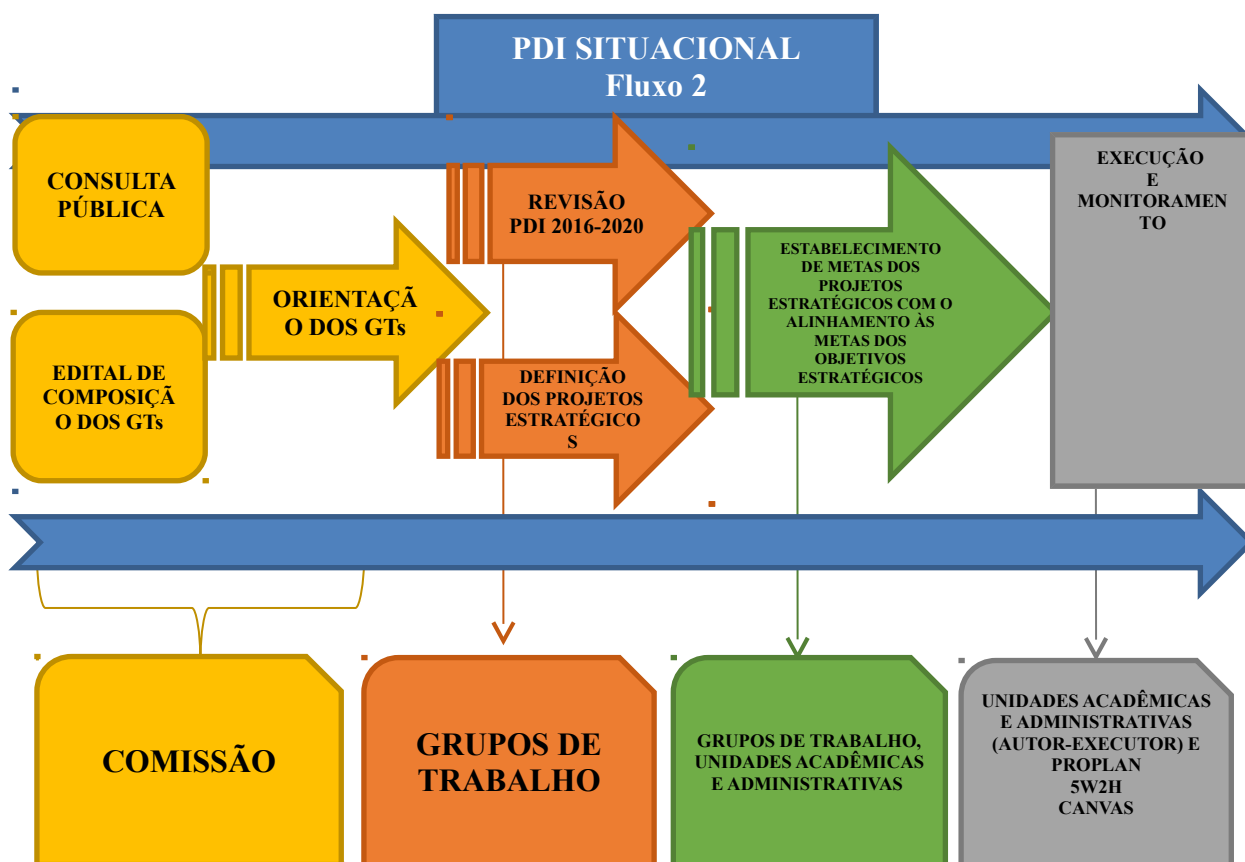 PDI SITUACIONAL
Fluxo 2
CONSULTA
PÚBLICA
EDITAL DE
COMPOSIÇÃ
O DOS GTs
ORIENTAÇÃ
O DOS GTs
REVISÃO
PDI 2016-2020
DEFINIÇÃO
DOS PROJETOS
ESTRATÉGICO
S
ESTABELECIMENTO
DE METAS DOS
PROJETOS
ESTRATÉGICOS COM O
ALINHAMENTO ÀS
METAS DOS
OBJETIVOS
ESTRATÉGICOS
EXECUÇÃO
E
MONITORAMEN
TO
COMISSÃO
GRUPOS DE
TRABALHO
GRUPOS DE TRABALHO,
UNIDADES ACADÊMICAS
E ADMINISTRATIVAS
UNIDADES ACADÊMICAS
E ADMINISTRATIVAS
(AUTOR-EXECUTOR) E
PROPLAN
5W2H
CANVAS